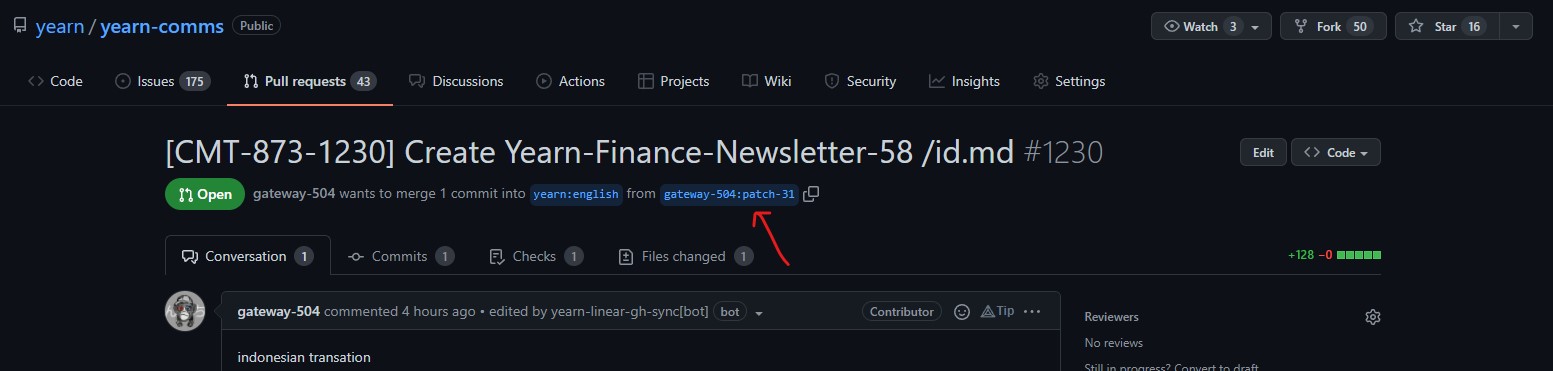 yearn / yearn-comms Public Watch 3 Fork 50 Star 16
Code Issues 175 Pull requests 43 Discussions Actions Projects Wiki Security Insights Settings
[CMT-873-1230] Create Yearn-Finance-Newsletter-58 /id.md #1230 Edit Code
Open gateway-504 wants to merge 1 commit into yearn:english from gateway-504:patch-31
Conversation 1 Commits 1 Checks 1 Files changed 1 +128 −0
gateway-504 commented 4 hours ago • edited by yearn-linear-gh-sync[bot] bot Contributor Tip
Reviewers
No reviews
indonesian transation
Still in progress? Convert to draft